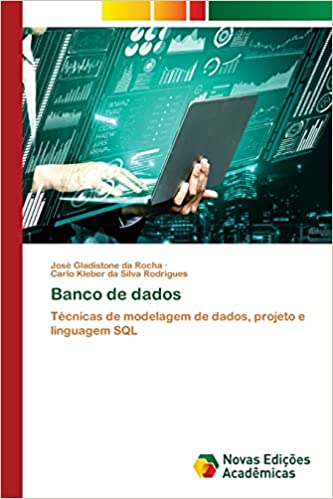 José Gladistone da Rocha ·
Carlo Kleber da Silva Rodrigues
Banco de dados
Técnicas de modelagem de dados, projeto e
linguagem SQL
Novas Edições
Acadêmicas